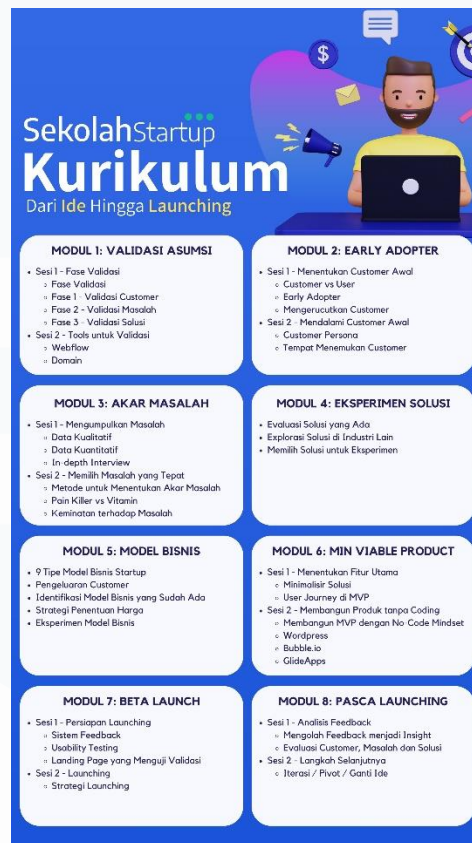 SekolahStartup
Kurikulum
Dari Ide Hingga Launching
MODUL 1: VALIDASI ASUMSI
• Sesi 1 - Fase Validasi
◦ Fase Validasi
◦ Fase 1 - Validasi Customer
◦ Fase 2 - Validasi Masalah
◦ Fase 3 - Validasi Solusi
• Sesi 2 - Tools untuk Validasi
◦ Webflow
◦ Domain
MODUL 2: EARLY ADOPTER
• Sesi 1 - Menentukan Customer Awal
◦ Customer vs User
◦ Early Adopter
◦ Mengerucutkan Customer
• Sesi 2 - Mendalami Customer Awal
◦ Customer Persona
◦ Tempat Menemukan Customer
MODUL 3: AKAR MASALAH
• Sesi 1 - Mengumpulkan Masalah
◦ Data Kualitatif
◦ Data Kuantitatif
◦ In-depth Interview
• Sesi 2 - Memilih Masalah yang Tepat
◦ Metode untuk Menentukan Akar Masalah
◦ Pain Killer vs Vitamin
◦ Keminatan terhadap Masalah
MODUL 4: EKSPERIMEN SOLUSI
• Evaluasi Solusi yang Ada
• Explorasi Solusi di Industri Lain
• Memilih Solusi untuk Eksperimen
MODUL 5: MODEL BISNIS
• 9 Tipe Model Bisnis Startup
• Pengeluaran Customer
• Identifikasi Model Bisnis yang Sudah Ada
• Strategi Penentuan Harga
• Eksperimen Model Bisnis
MODUL 6: MIN VIABLE PRODUCT
• Sesi 1 - Menentukan Fitur Utama
◦ Minimalisir Solusi
◦ User Journey di MVP
• Sesi 2 - Membangun Produk tanpa Coding
◦ Membangun MVP dengan No-Code Mindset
◦ Wordpress
◦ Bubble.io
◦ GlideApps
MODUL 7: BETA LAUNCH
• Sesi 1 - Persiapan Launching
◦ Sistem Feedback
◦ Usability Testing
◦ Landing Page yang Menguji Validasi
• Sesi 2 - Launching
◦ Strategi Launching
MODUL 8: PASCA LAUNCHING
• Sesi 1 - Analisis Feedback
◦ Mengolah Feedback menjadi Insight
◦ Evaluasi Customer, Masalah dan Solusi
• Sesi 2 - Langkah Selanjutnya
◦ Iterasi / Pivot / Ganti Ide